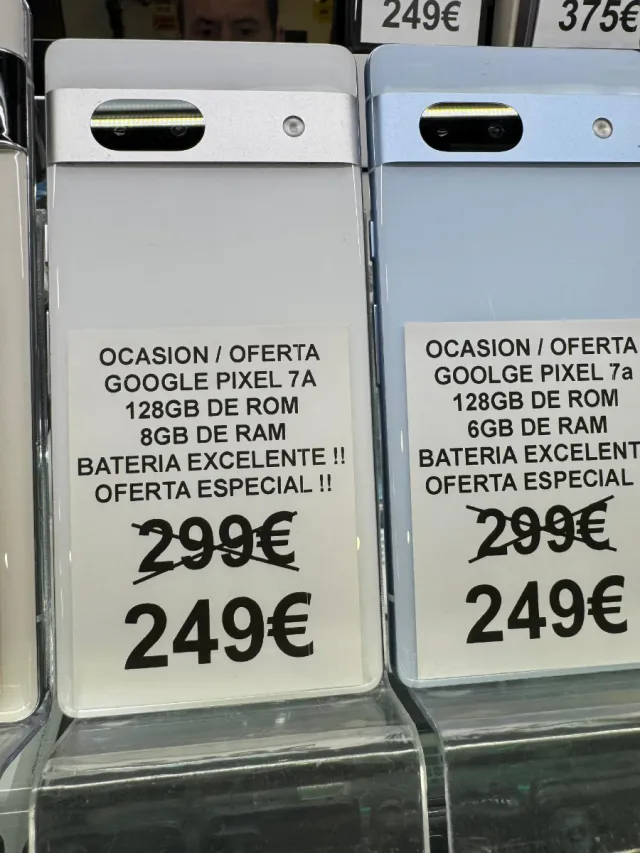 249€
375€
OCASION / OFERTA
GOOGLE PIXEL 7A
128GB DE ROM
8GB DE RAM
BATERIA EXCELENTE !!
OFERTA ESPECIAL !!
299€
249€
OCASION / OFERTA
GOOLGE PIXEL 7a
128GB DE ROM
6GB DE RAM
BATERIA EXCELENT
OFERTA ESPECIAL
299€
249€